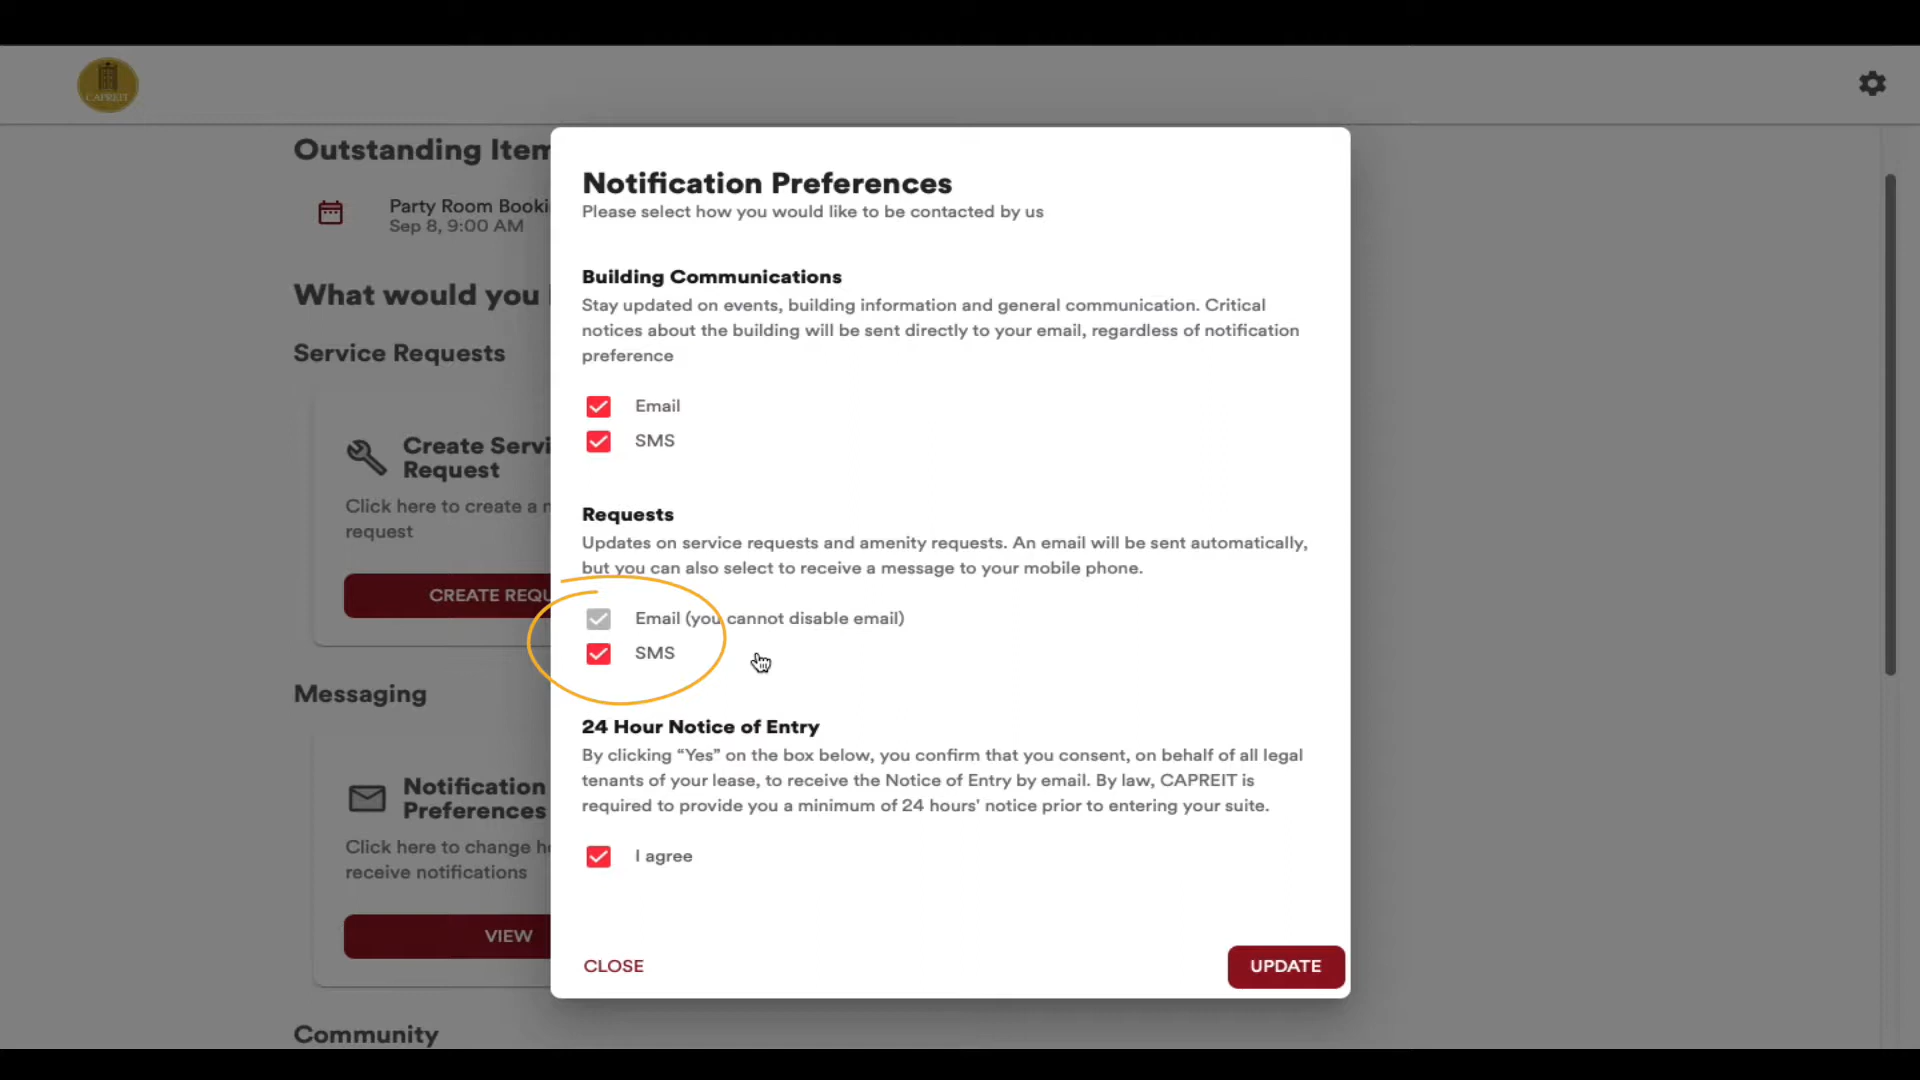 CAPREIT
Outstanding Item
Party Room Booki
Sep 8, 9:00 AM
What would you
Service Requests
Create Servi
Request
Click here to create a n
request
CREATE REQU
Messaging
Notification
Preferences
Click here to change h
receive notifications
VIEW
Community
Notification Preferences
Please select how you would like to be contacted by us
Building Communications
Stay updated on events, building information and general communication. Critical
notices about the building will be sent directly to your email, regardless of notification
preference
Email
SMS
Requests
Updates on service requests and amenity requests. An email will be sent automatically,
but you can also select to receive a message to your mobile phone.
Email (you cannot disable email)
SMS
24 Hour Notice of Entry
By clicking “Yes” on the box below, you confirm that you consent, on behalf of all legal
tenants of your lease, to receive the Notice of Entry by email. By law, CAPREIT is
required to provide you a minimum of 24 hours' notice prior to entering your suite.
I agree
CLOSE
UPDATE